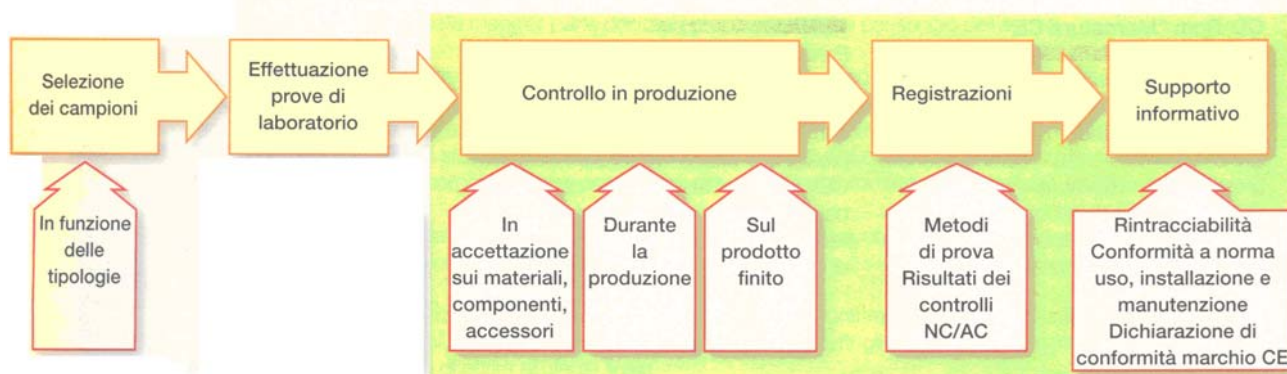 Selezione
dei campioni
Effettuazione
prove di
laboratorio
Controllo in produzione
Registrazioni
Supporto
informativo
In funzione
delle
tipologie
In
accettazione
sui materiali,
componenti,
accessori
Durante
la
produzione
Sul
prodotto
finito
Metodi
di prova
Risultati dei
controlli
NC/AC
Rintracciabilità
Conformità a norma
uso, installazione e
manutenzione
Dichiarazione di
conformità marchio CE